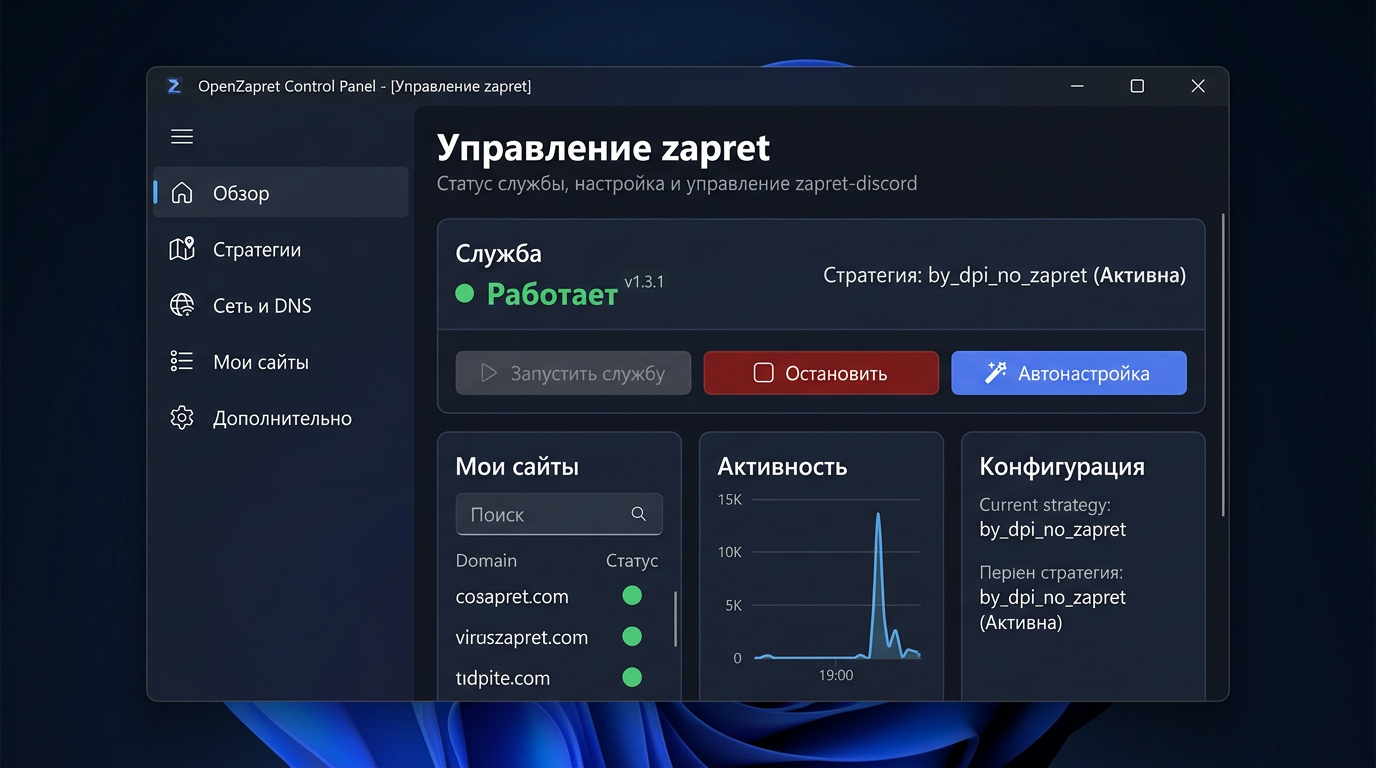 OpenZapret Control Panel - [Управление zapret]
Обзор
Стратегии
Сеть и DNS
Мои сайты
Дополнительно
Управление zapret
Статус службы, настройка и управление zapret-discord
Служба
Работает v1.3.1
Стратегия: by_dpi_no_zapret (Активна)
Запустить службу
Остановить
Автонастройка
Мои сайты
Поиск
Domain Статус
cosapret.com
viruszapret.com
tıdpite.com
Активность
15K
10K
5K
0
19:00
Конфигурация
Current strategy:
by_dpi_no_zapret
Періен стратегия:
by_dpi_no_zapret
(Активна)